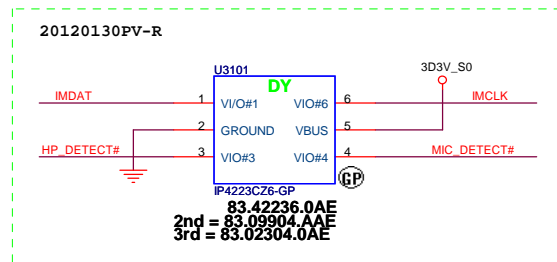 20120130PV-R
U3101
3D3V_S0
DY
IMDAT 1 VI/O#1 VIO#6 6 IMCLK
2 GROUND VBUS 5
HP_DETECT# 3 VIO#3 VIO#4 4 MIC_DETECT#
GP
IP4223CZ6-GP
83.42236.0AE
2nd = 83.09904.AAE
3rd = 83.02304.0AE